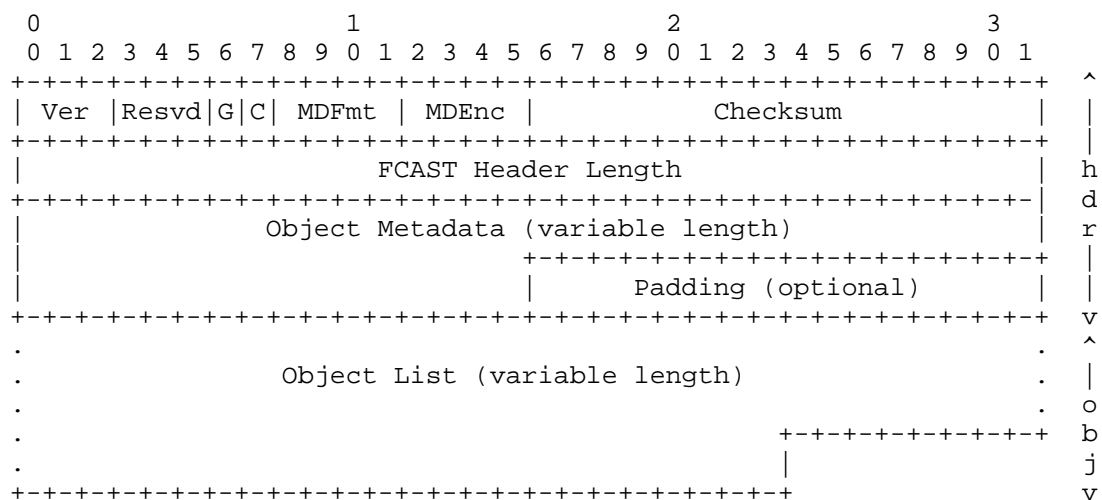 0                   1                   2                   3
 0 1 2 3 4 5 6 7 8 9 0 1 2 3 4 5 6 7 8 9 0 1 2 3 4 5 6 7 8 9 0 1
+-+-+-+-+-+-+-+-+-+-+-+-+-+-+-+-+-+-+-+-+-+-+-+-+-+-+-+-+-+-+-+-+  ^
| Ver |Resvd|G|C| MDFmt | MDEnc |           Checksum            |  |
+-+-+-+-+-+-+-+-+-+-+-+-+-+-+-+-+-+-+-+-+-+-+-+-+-+-+-+-+-+-+-+-+  |
|                      FCAST Header Length                      |  h
+-+-+-+-+-+-+-+-+-+-+-+-+-+-+-+-+-+-+-+-+-+-+-+-+-+-+-+-+-+-+-+-|  d
|               Object Metadata (variable length)               |  r
|                               +-+-+-+-+-+-+-+-+-+-+-+-+-+-+-+-+  |
|                               |      Padding (optional)       |  |
+-+-+-+-+-+-+-+-+-+-+-+-+-+-+-+-+-+-+-+-+-+-+-+-+-+-+-+-+-+-+-+-+  v
.                                                               .  ^
.                Object List (variable length)                  .  |
.                                                               .  o
.                                               +-+-+-+-+-+-+-+-+  b
.                                               |                  j
+-+-+-+-+-+-+-+-+-+-+-+-+-+-+-+-+-+-+-+-+-+-+-+-+                  v